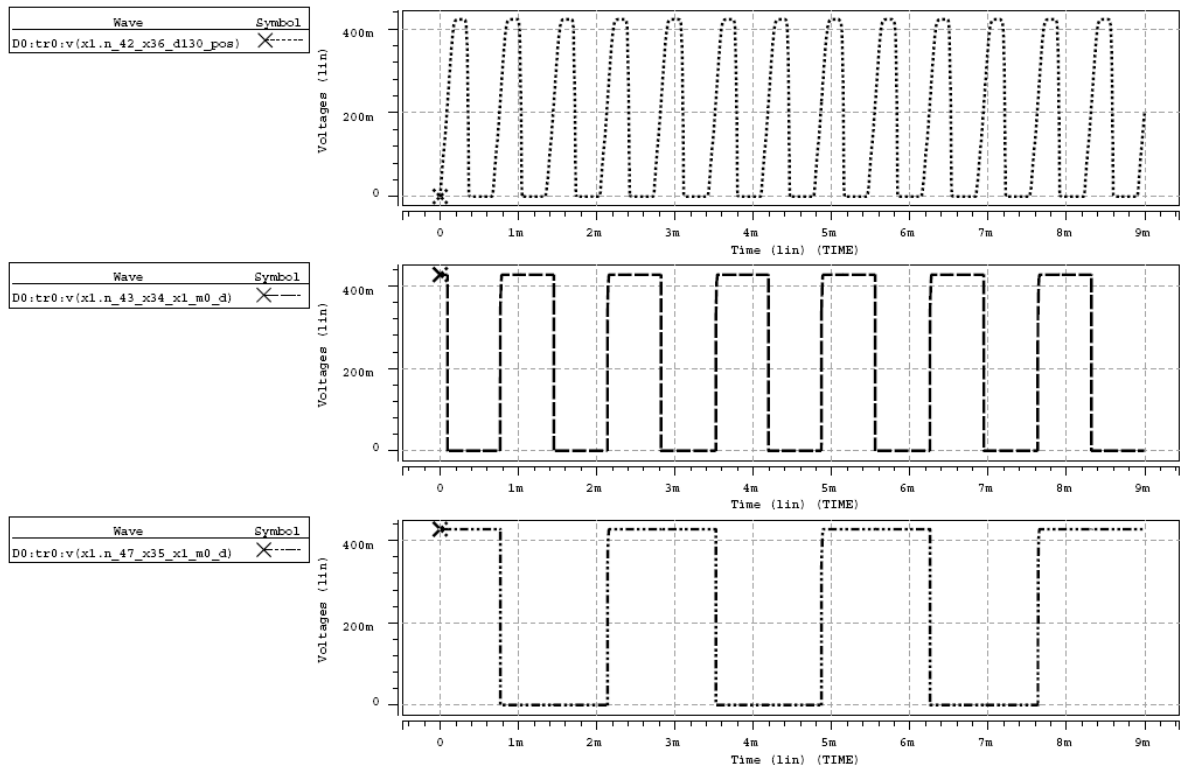 Wave Symbol
D0:tr0:v(x1.n_42_x36_d130_pos)
Voltages (lin)
400m
200m
0
0 1m 2m 3m 4m 5m 6m 7m 8m 9m
Time (lin) (TIME)
Wave Symbol
D0:tr0:v(x1.n_43_x34_x1_m0_d)
Voltages (lin)
400m
200m
0
0 1m 2m 3m 4m 5m 6m 7m 8m 9m
Time (lin) (TIME)
Wave Symbol
D0:tr0:v(x1.n_47_x35_x1_m0_d)
Voltages (lin)
400m
200m
0
0 1m 2m 3m 4m 5m 6m 7m 8m 9m
Time (lin) (TIME)